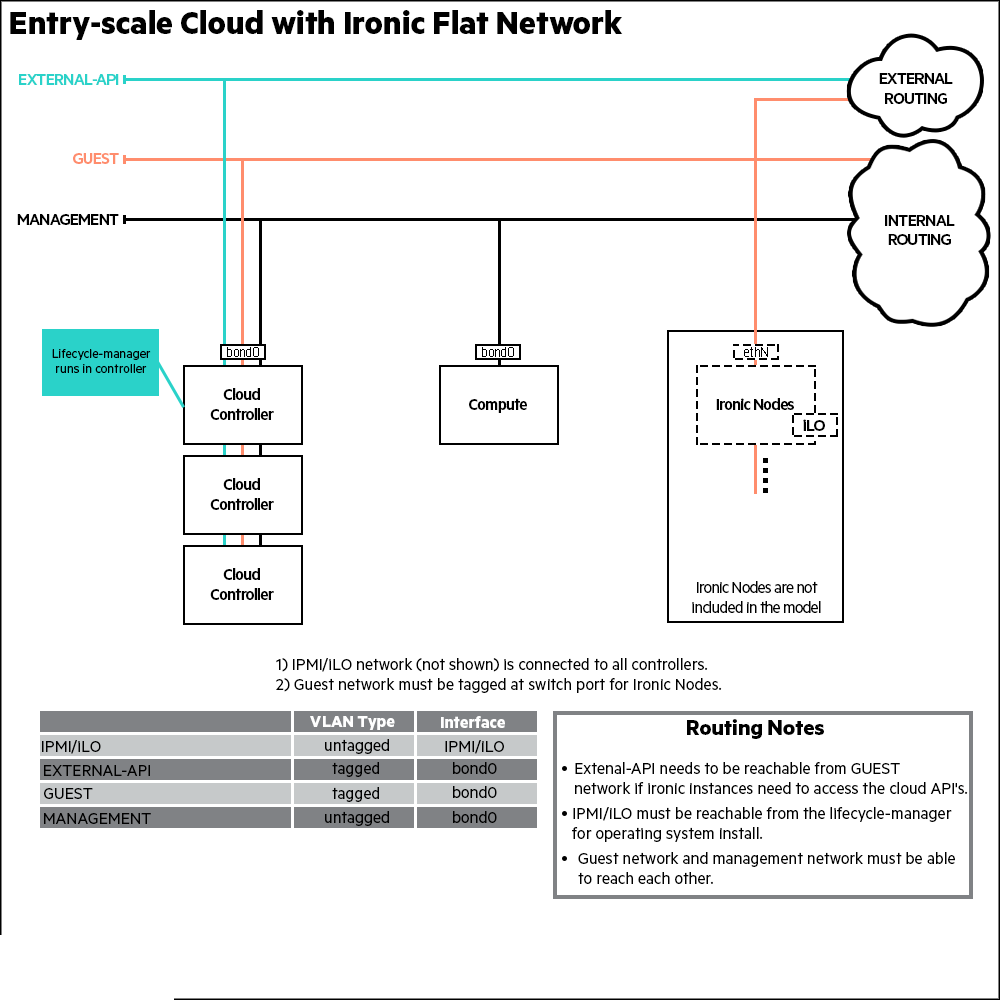 Entry-scale Cloud with Ironic Flat Network
EXTERNAL-API
EXTERNAL
ROUTING
GUEST
MANAGEMENT
INTERNAL
ROUTING
Lifecycle-manager
runs in controller
bond0
bond0
ethN
Cloud
Controller
Compute
Ironic Nodes
iLO
Cloud
Controller
Cloud
Controller
Ironic Nodes are not
included in the model
1) IPMI/iLO network (not shown) is connected to all controllers.
2) Guest network must be tagged at switch port for Ironic Nodes.
VLAN Type Interface
IPMI/iLO untagged IPMI/iLO
EXTERNAL-API tagged bond0
GUEST tagged bond0
MANAGEMENT untagged bond0
Routing Notes
• Extenal-API needs to be reachable from GUEST
network if ironic instances need to access the cloud API's.
• IPMI/iLO must be reachable from the lifecycle-manager
for operating system install.
• Guest network and management network must be able
to reach each other.